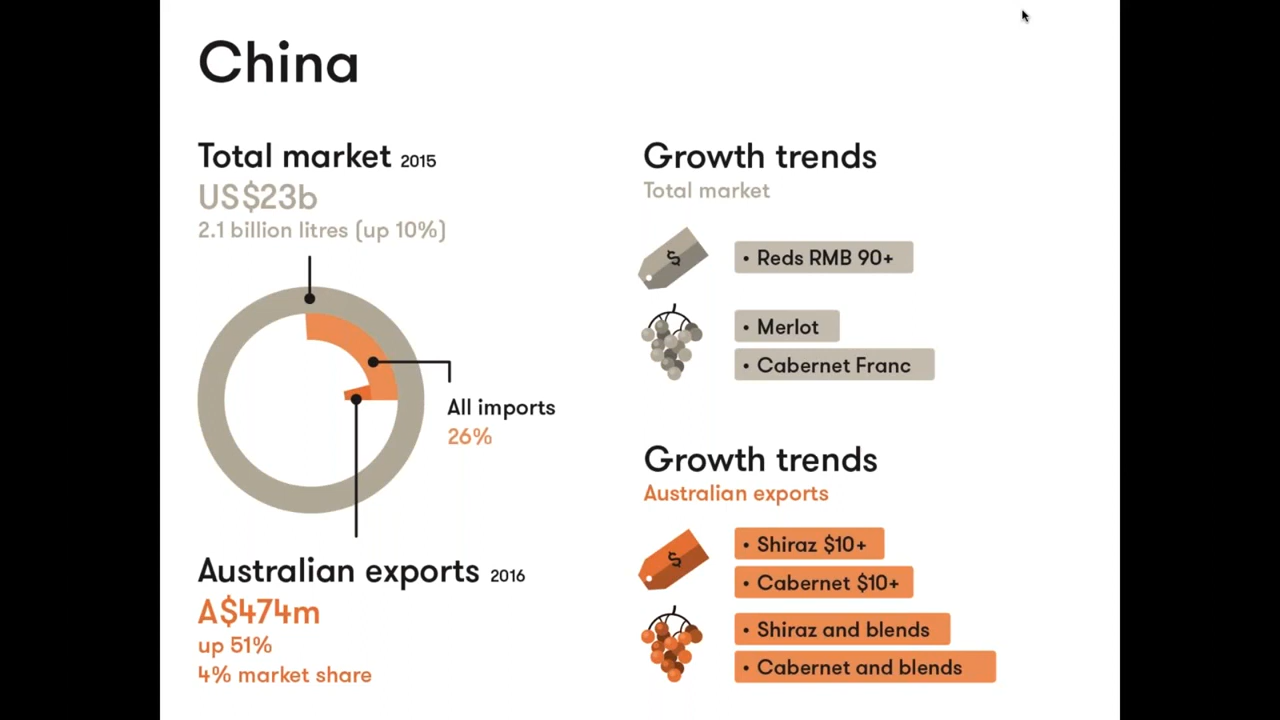 China
Total market 2015
US$23b
2.1 billion litres (up 10%)
All imports
26%
Australian exports 2016
A$474m
up 51%
4% market share
Growth trends
Total market
$
• Reds RMB 90+
• Merlot
• Cabernet Franc
Growth trends
Australian exports
$
• Shiraz $10+
• Cabernet $10+
• Shiraz and blends
• Cabernet and blends